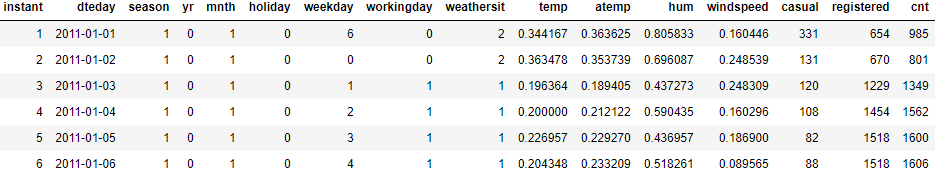 instant dteday season yr mnth holiday weekday workingday weathersit temp atemp hum windspeed casual registered cnt
1 2011-01-01 1 0 1 0 6 0 2 0.344167 0.363625 0.805833 0.160446 331 654 985
2 2011-01-02 1 0 1 0 0 0 2 0.363478 0.353739 0.696087 0.248539 131 670 801
3 2011-01-03 1 0 1 0 1 1 1 0.196364 0.189405 0.437273 0.248309 120 1229 1349
4 2011-01-04 1 0 1 0 2 1 1 0.200000 0.212122 0.590435 0.160296 108 1454 1562
5 2011-01-05 1 0 1 0 3 1 1 0.226957 0.229270 0.436957 0.186900 82 1518 1600
6 2011-01-06 1 0 1 0 4 1 1 0.204348 0.233209 0.518261 0.089565 88 1518 1606